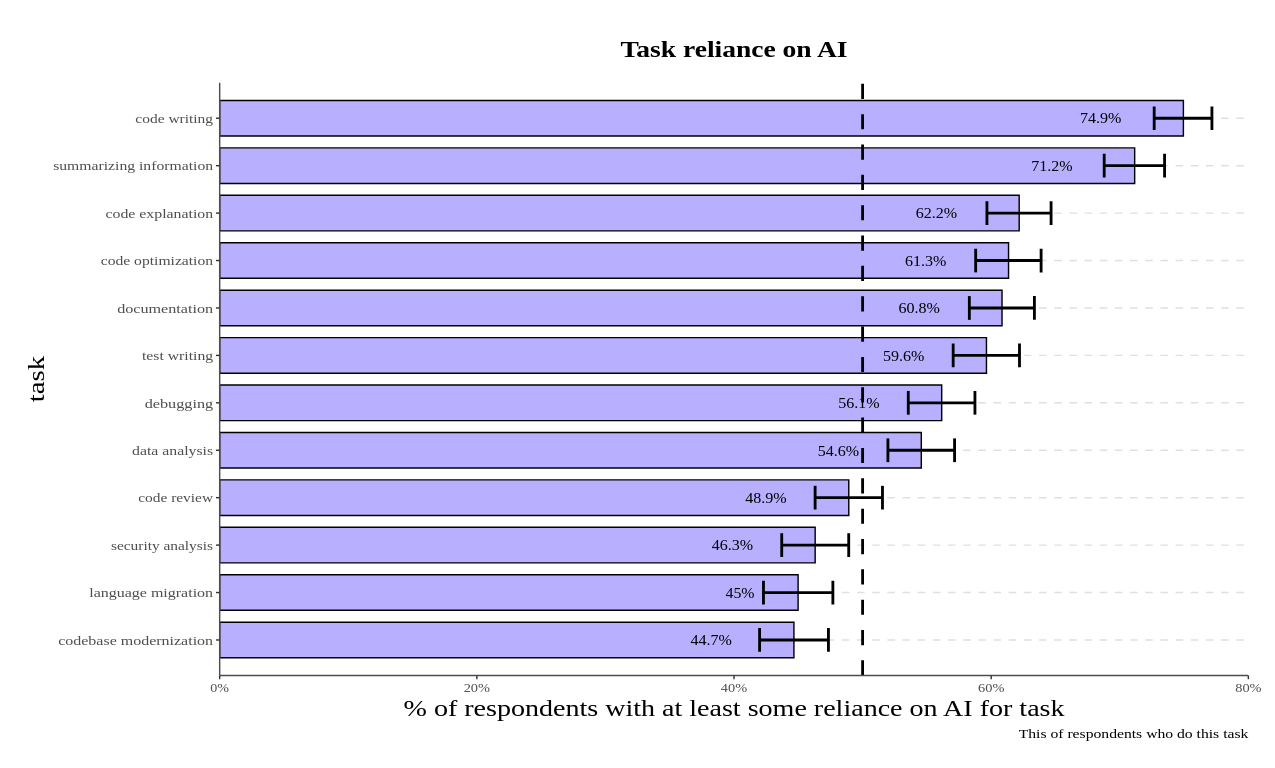 Task reliance on AI
code writing 74.9%
summarizing information 71.2%
code explanation 62.2%
code optimization 61.3%
documentation 60.8%
test writing 59.6%
debugging 56.1%
data analysis 54.6%
code review 48.9%
security analysis 46.3%
language migration 45%
codebase modernization 44.7%
task
0% 20% 40% 60% 80%
% of respondents with at least some reliance on AI for task
This of respondents who do this task